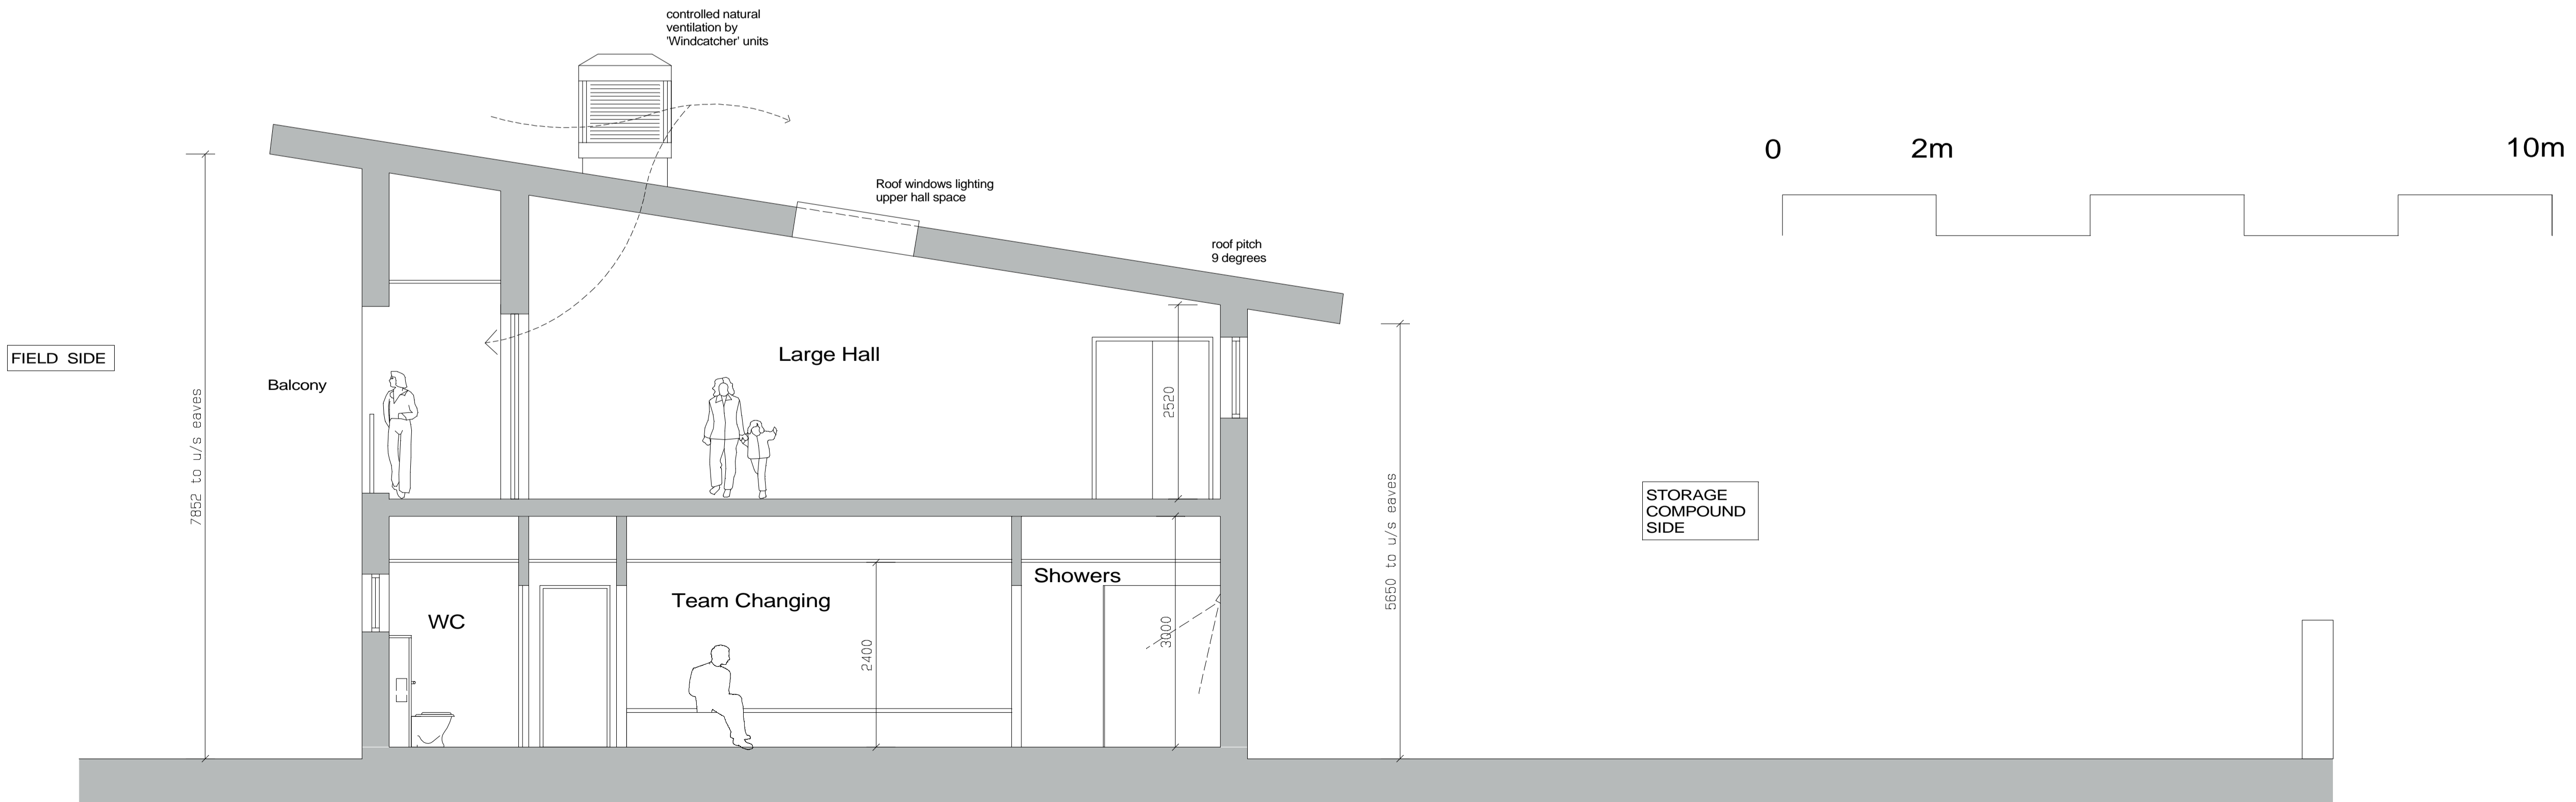 controlled natural
ventilation by
'Windcatcher' units
0 2m 10m
Roof windows lighting
upper hall space
roof pitch
9 degrees
FIELD SIDE
Large Hall
Balcony
2520
7852 to u/s eaves
STORAGE
COMPOUND
SIDE
5650 to u/s eaves
Showers
Team Changing
WC
2400
3000